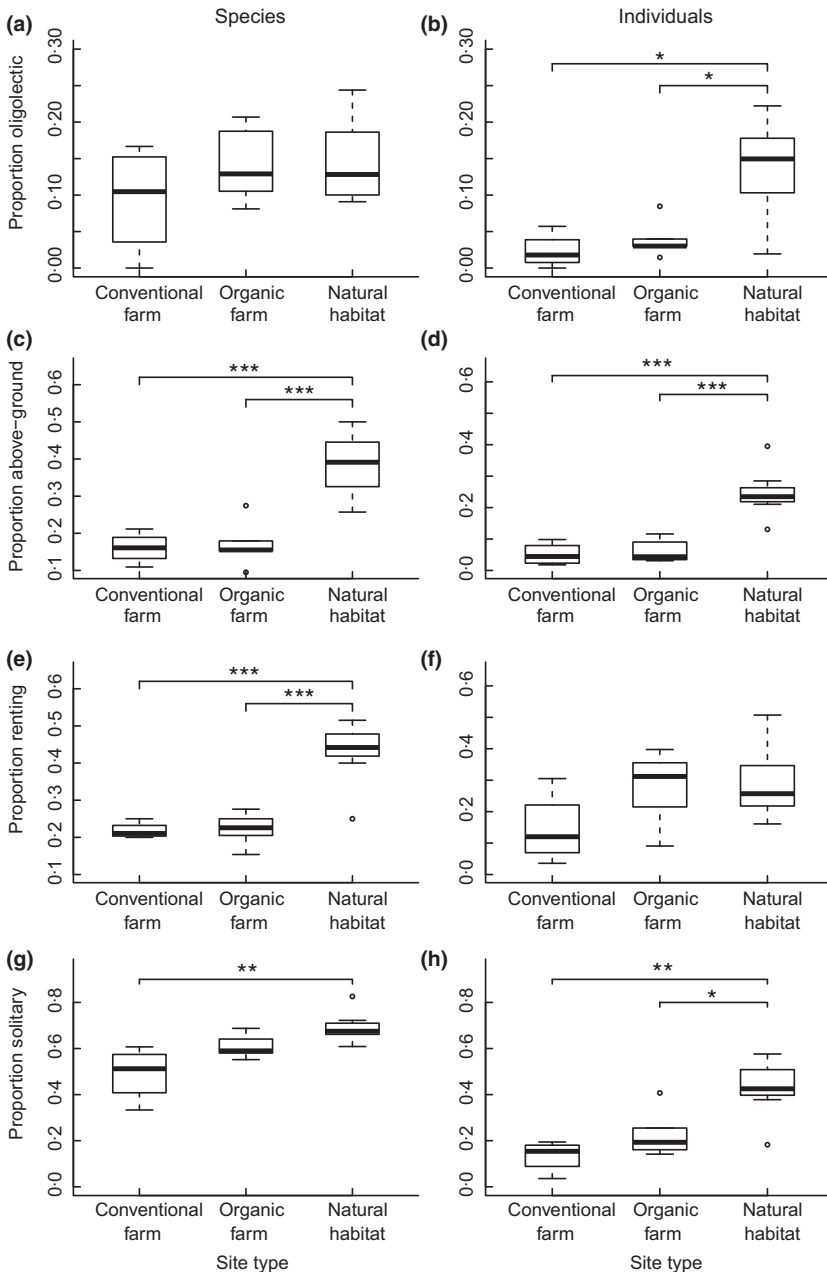 Species
Individuals
(a)
Proportion oligolectic
0·00 0·10 0·20 0·30
Conventional farm
Organic farm
Natural habitat
(b)
0·00 0·10 0·20 0·30
*
*
Conventional farm
Organic farm
Natural habitat
(c)
Proportion above−ground
0·1 0·2 0·3 0·4 0·5 0·6
***
***
Conventional farm
Organic farm
Natural habitat
(d)
0·0 0·2 0·4 0·6
***
***
Conventional farm
Organic farm
Natural habitat
(e)
Proportion renting
0·1 0·2 0·3 0·4 0·5 0·6
***
***
Conventional farm
Organic farm
Natural habitat
(f)
0·0 0·2 0·4 0·6
Conventional farm
Organic farm
Natural habitat
(g)
Proportion solitary
0·0 0·2 0·4 0·6 0·8
**
Conventional farm
Organic farm
Natural habitat
Site type
(h)
0·0 0·2 0·4 0·6 0·8
**
*
Conventional farm
Organic farm
Natural habitat
Site type